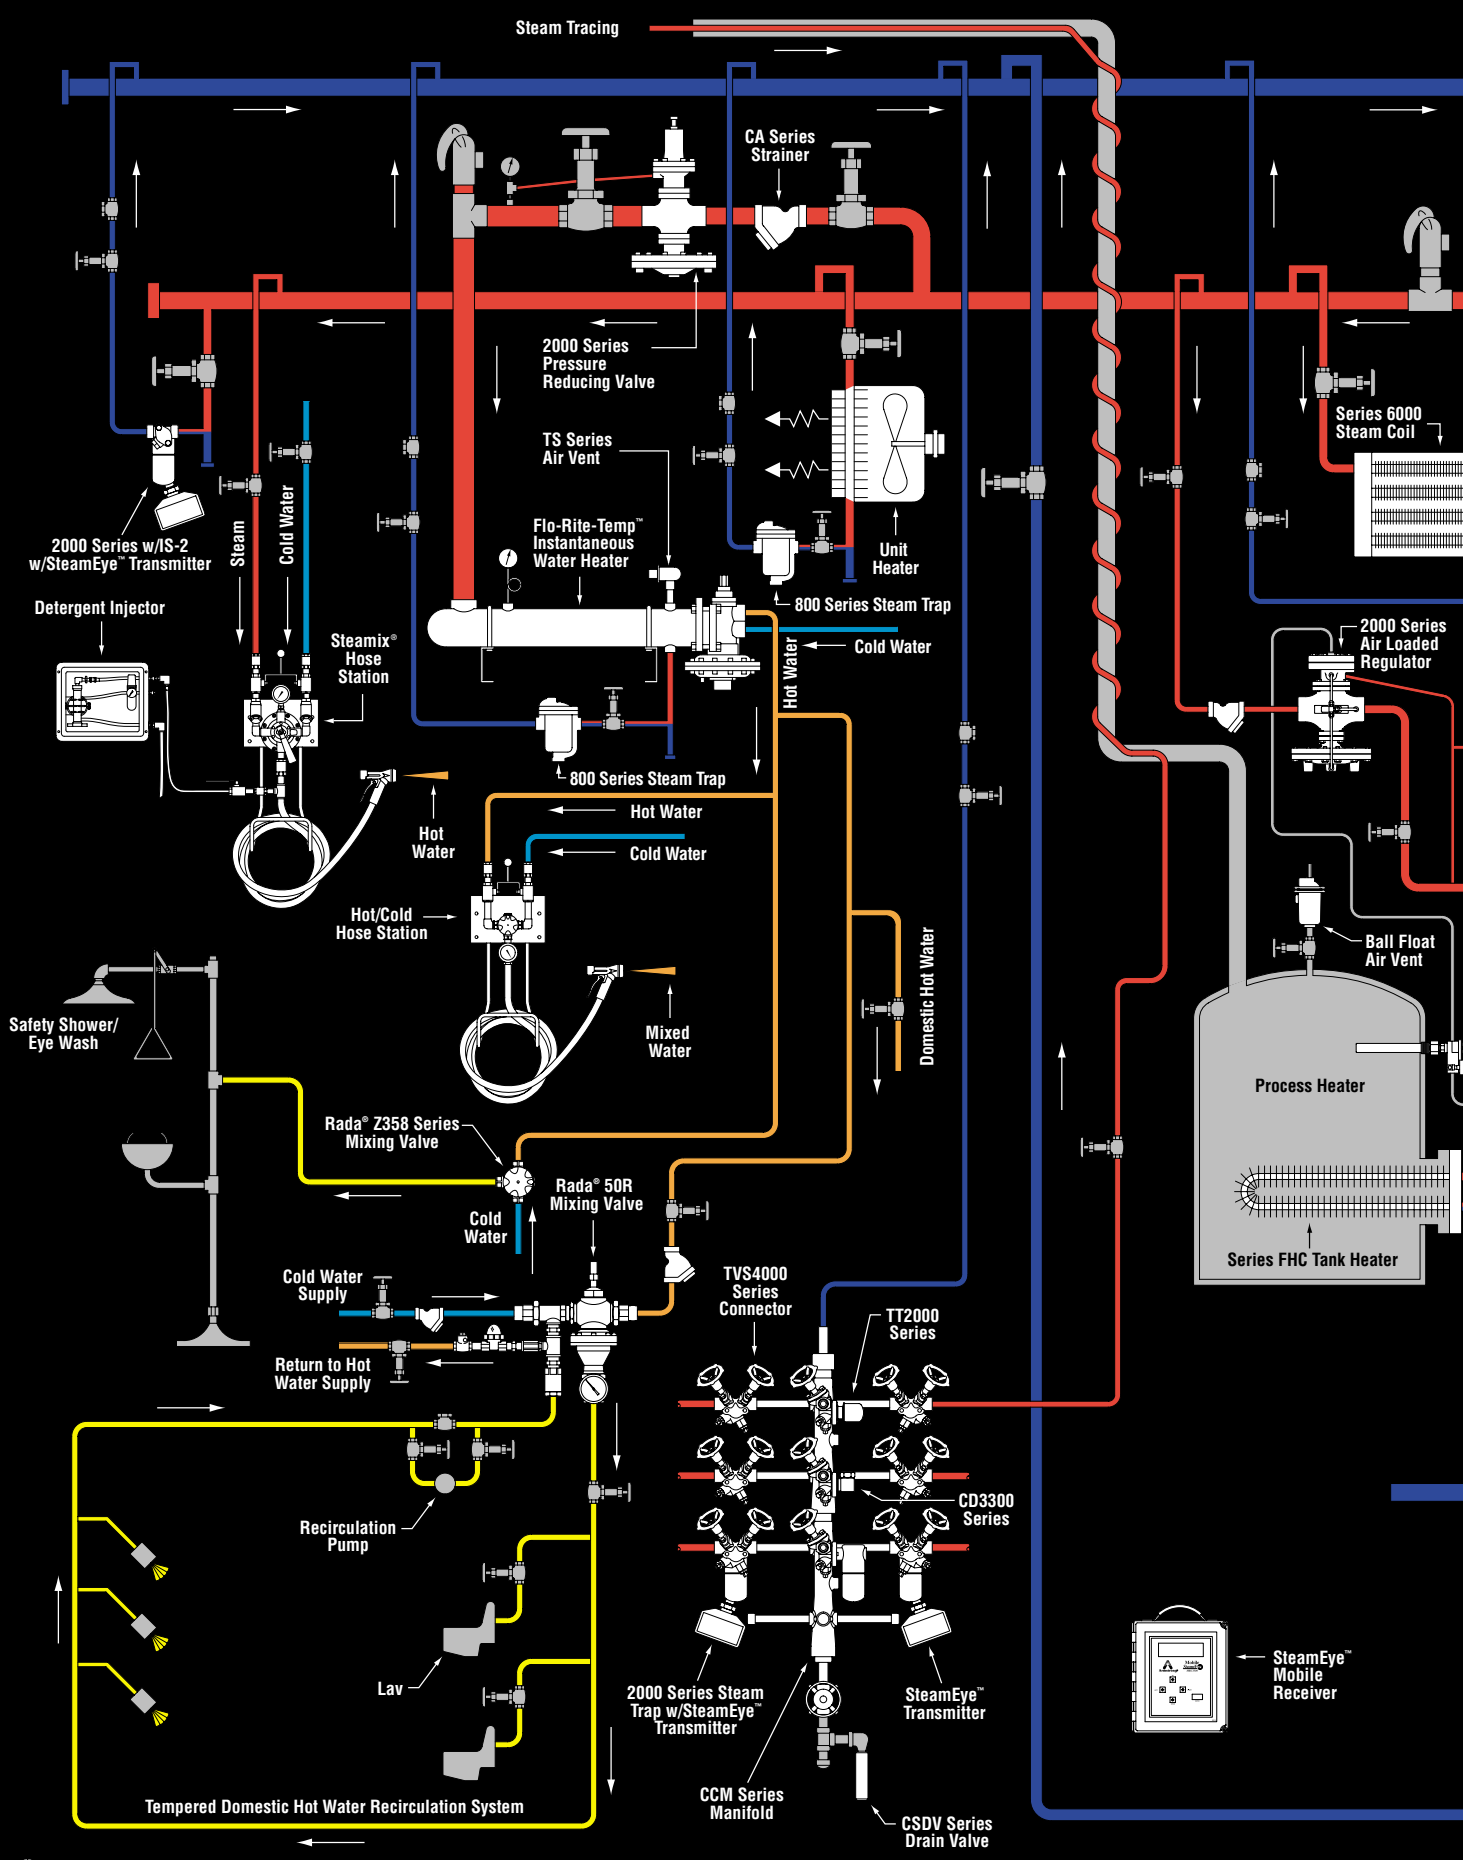 Steam Tracing
CA Series
Strainer
2000 Series
Pressure
Reducing Valve
TS Series
Air Vent
Series 6000
Steam Coil
2000 Series w/IS-2
w/SteamEye™ Transmitter
Steam
Cold Water
Flo-Rite-Temp™
Instantaneous
Water Heater
Unit
Heater
800 Series Steam Trap
Detergent Injector
Steamix®
Hose
Station
Cold Water
Hot Water
2000 Series
Air Loaded
Regulator
800 Series Steam Trap
Hot Water
Cold Water
Hot
Water
Hot/Cold
Hose Station
Domestic Hot Water
Ball Float
Air Vent
Safety Shower/
Eye Wash
Mixed
Water
Process Heater
Rada® Z358 Series
Mixing Valve
Rada® 50R
Mixing Valve
Cold
Water
Series FHC Tank Heater
Cold Water
Supply
TVS4000
Series
Connector
TT2000
Series
Return to Hot
Water Supply
Recirculation
Pump
CD3300
Series
Lav
2000 Series Steam
Trap w/SteamEye™
Transmitter
SteamEye™
Transmitter
SteamEye™
Mobile
Receiver
CCM Series
Manifold
Tempered Domestic Hot Water Recirculation System
CSDV Series
Drain Valve